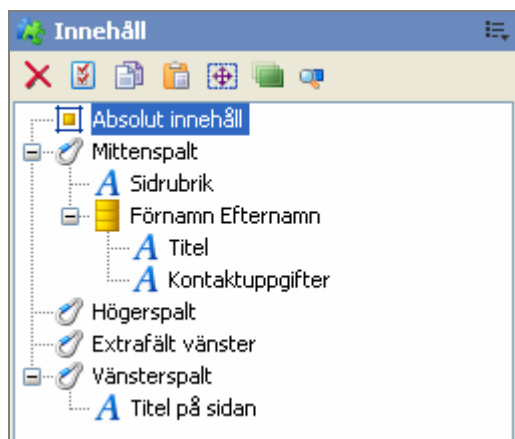 Innehåll
Absolut innehåll
Mittenspalt
Sidrubrik
Förnamn Efternamn
Titel
Kontaktuppgifter
Högerspalt
Extrafält vänster
Vänsterspalt
Titel på sidan